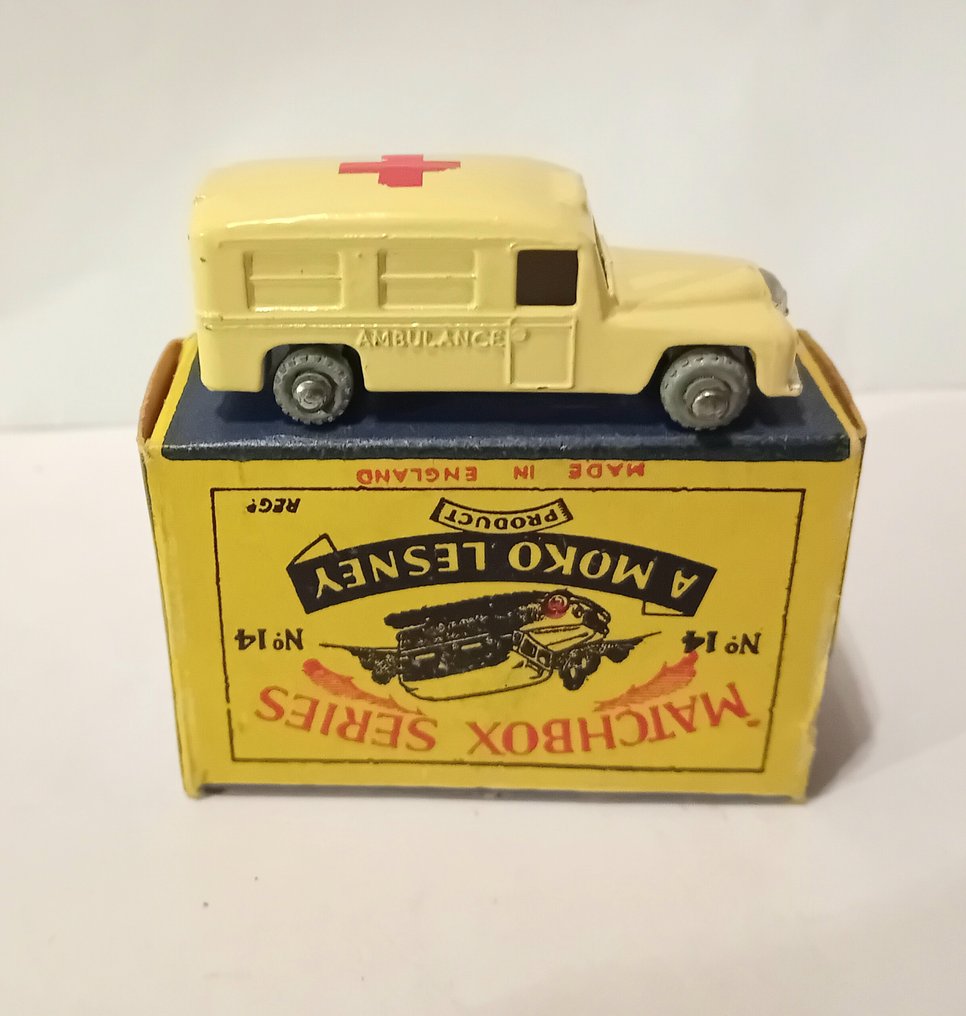 AMBULANCE
"MATCHBOX SERIES
Nº 14 Nº 14
A MOKO LESNEY
PRODUCT
REGD
MADE IN ENGLAND